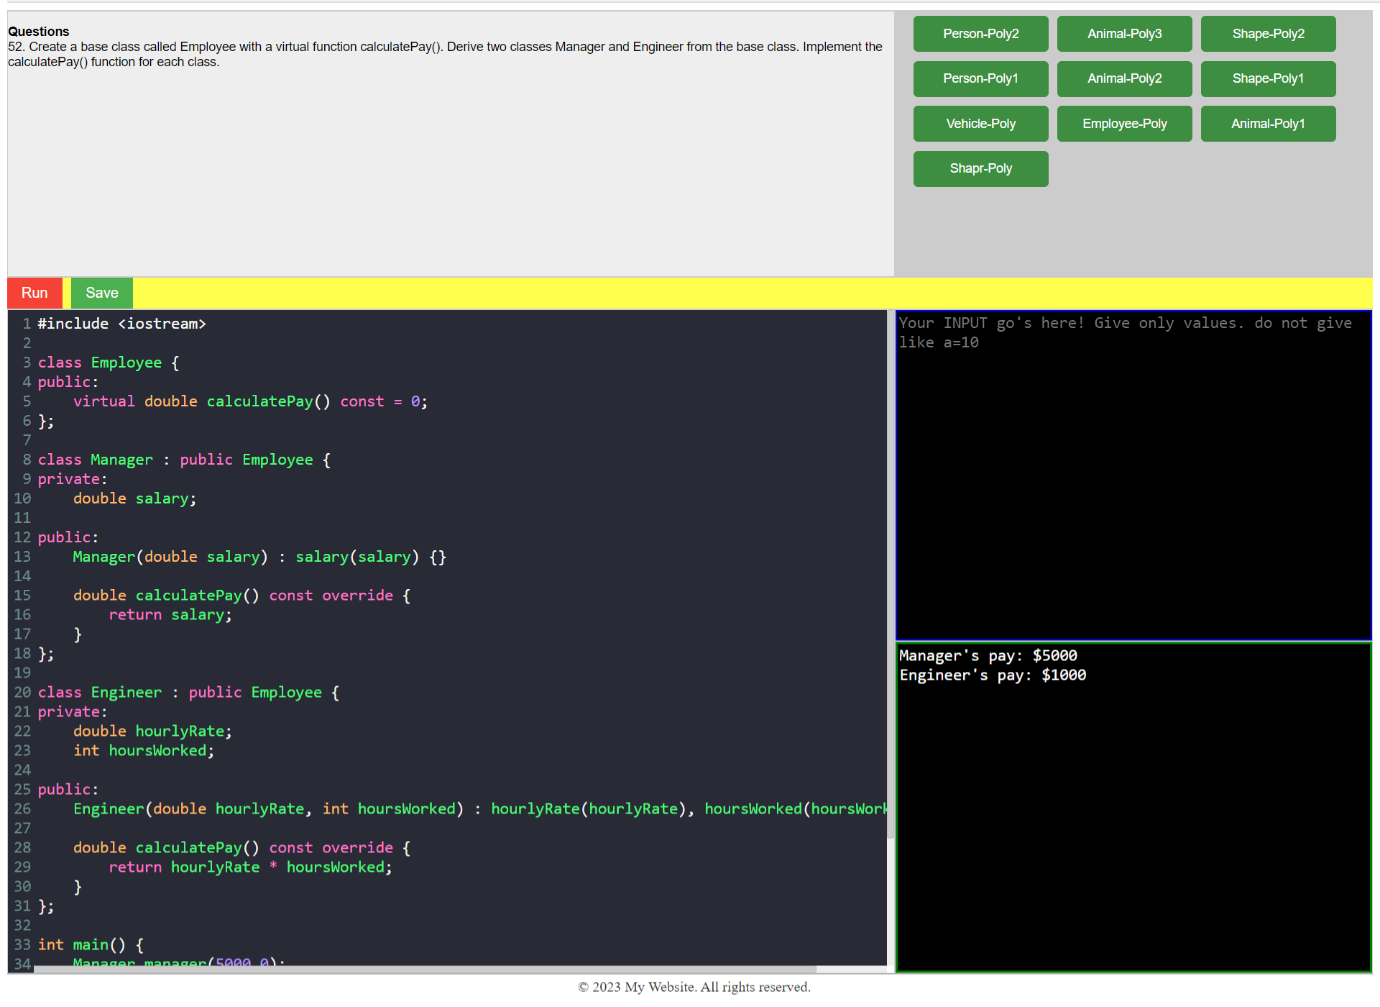 Questions
52. Create a base class called Employee with a virtual function calculatePay(). Derive two classes Manager and Engineer from the base class. Implement the
calculatePay() function for each class.
Person-Poly2 Animal-Poly3 Shape-Poly2
Person-Poly1 Animal-Poly2 Shape-Poly1
Vehicle-Poly Employee-Poly Animal-Poly1
Shapr-Poly
Run Save
1 #include <iostream>
2
3 class Employee {
4 public:
5     virtual double calculatePay() const = 0;
6 };
7
8 class Manager : public Employee {
9 private:
10     double salary;
11
12 public:
13     Manager(double salary) : salary(salary) {}
14
15     double calculatePay() const override {
16         return salary;
17     }
18 };
19
20 class Engineer : public Employee {
21 private:
22     double hourlyRate;
23     int hoursWorked;
24
25 public:
26     Engineer(double hourlyRate, int hoursWorked) : hourlyRate(hourlyRate), hoursWorked(hoursWork
27
28     double calculatePay() const override {
29         return hourlyRate * hoursWorked;
30     }
31 };
32
33 int main() {
34     Manager manager(5000.0);
Your INPUT go's here! Give only values. do not give
like a=10
Manager's pay: $5000
Engineer's pay: $1000
© 2023 My Website. All rights reserved.